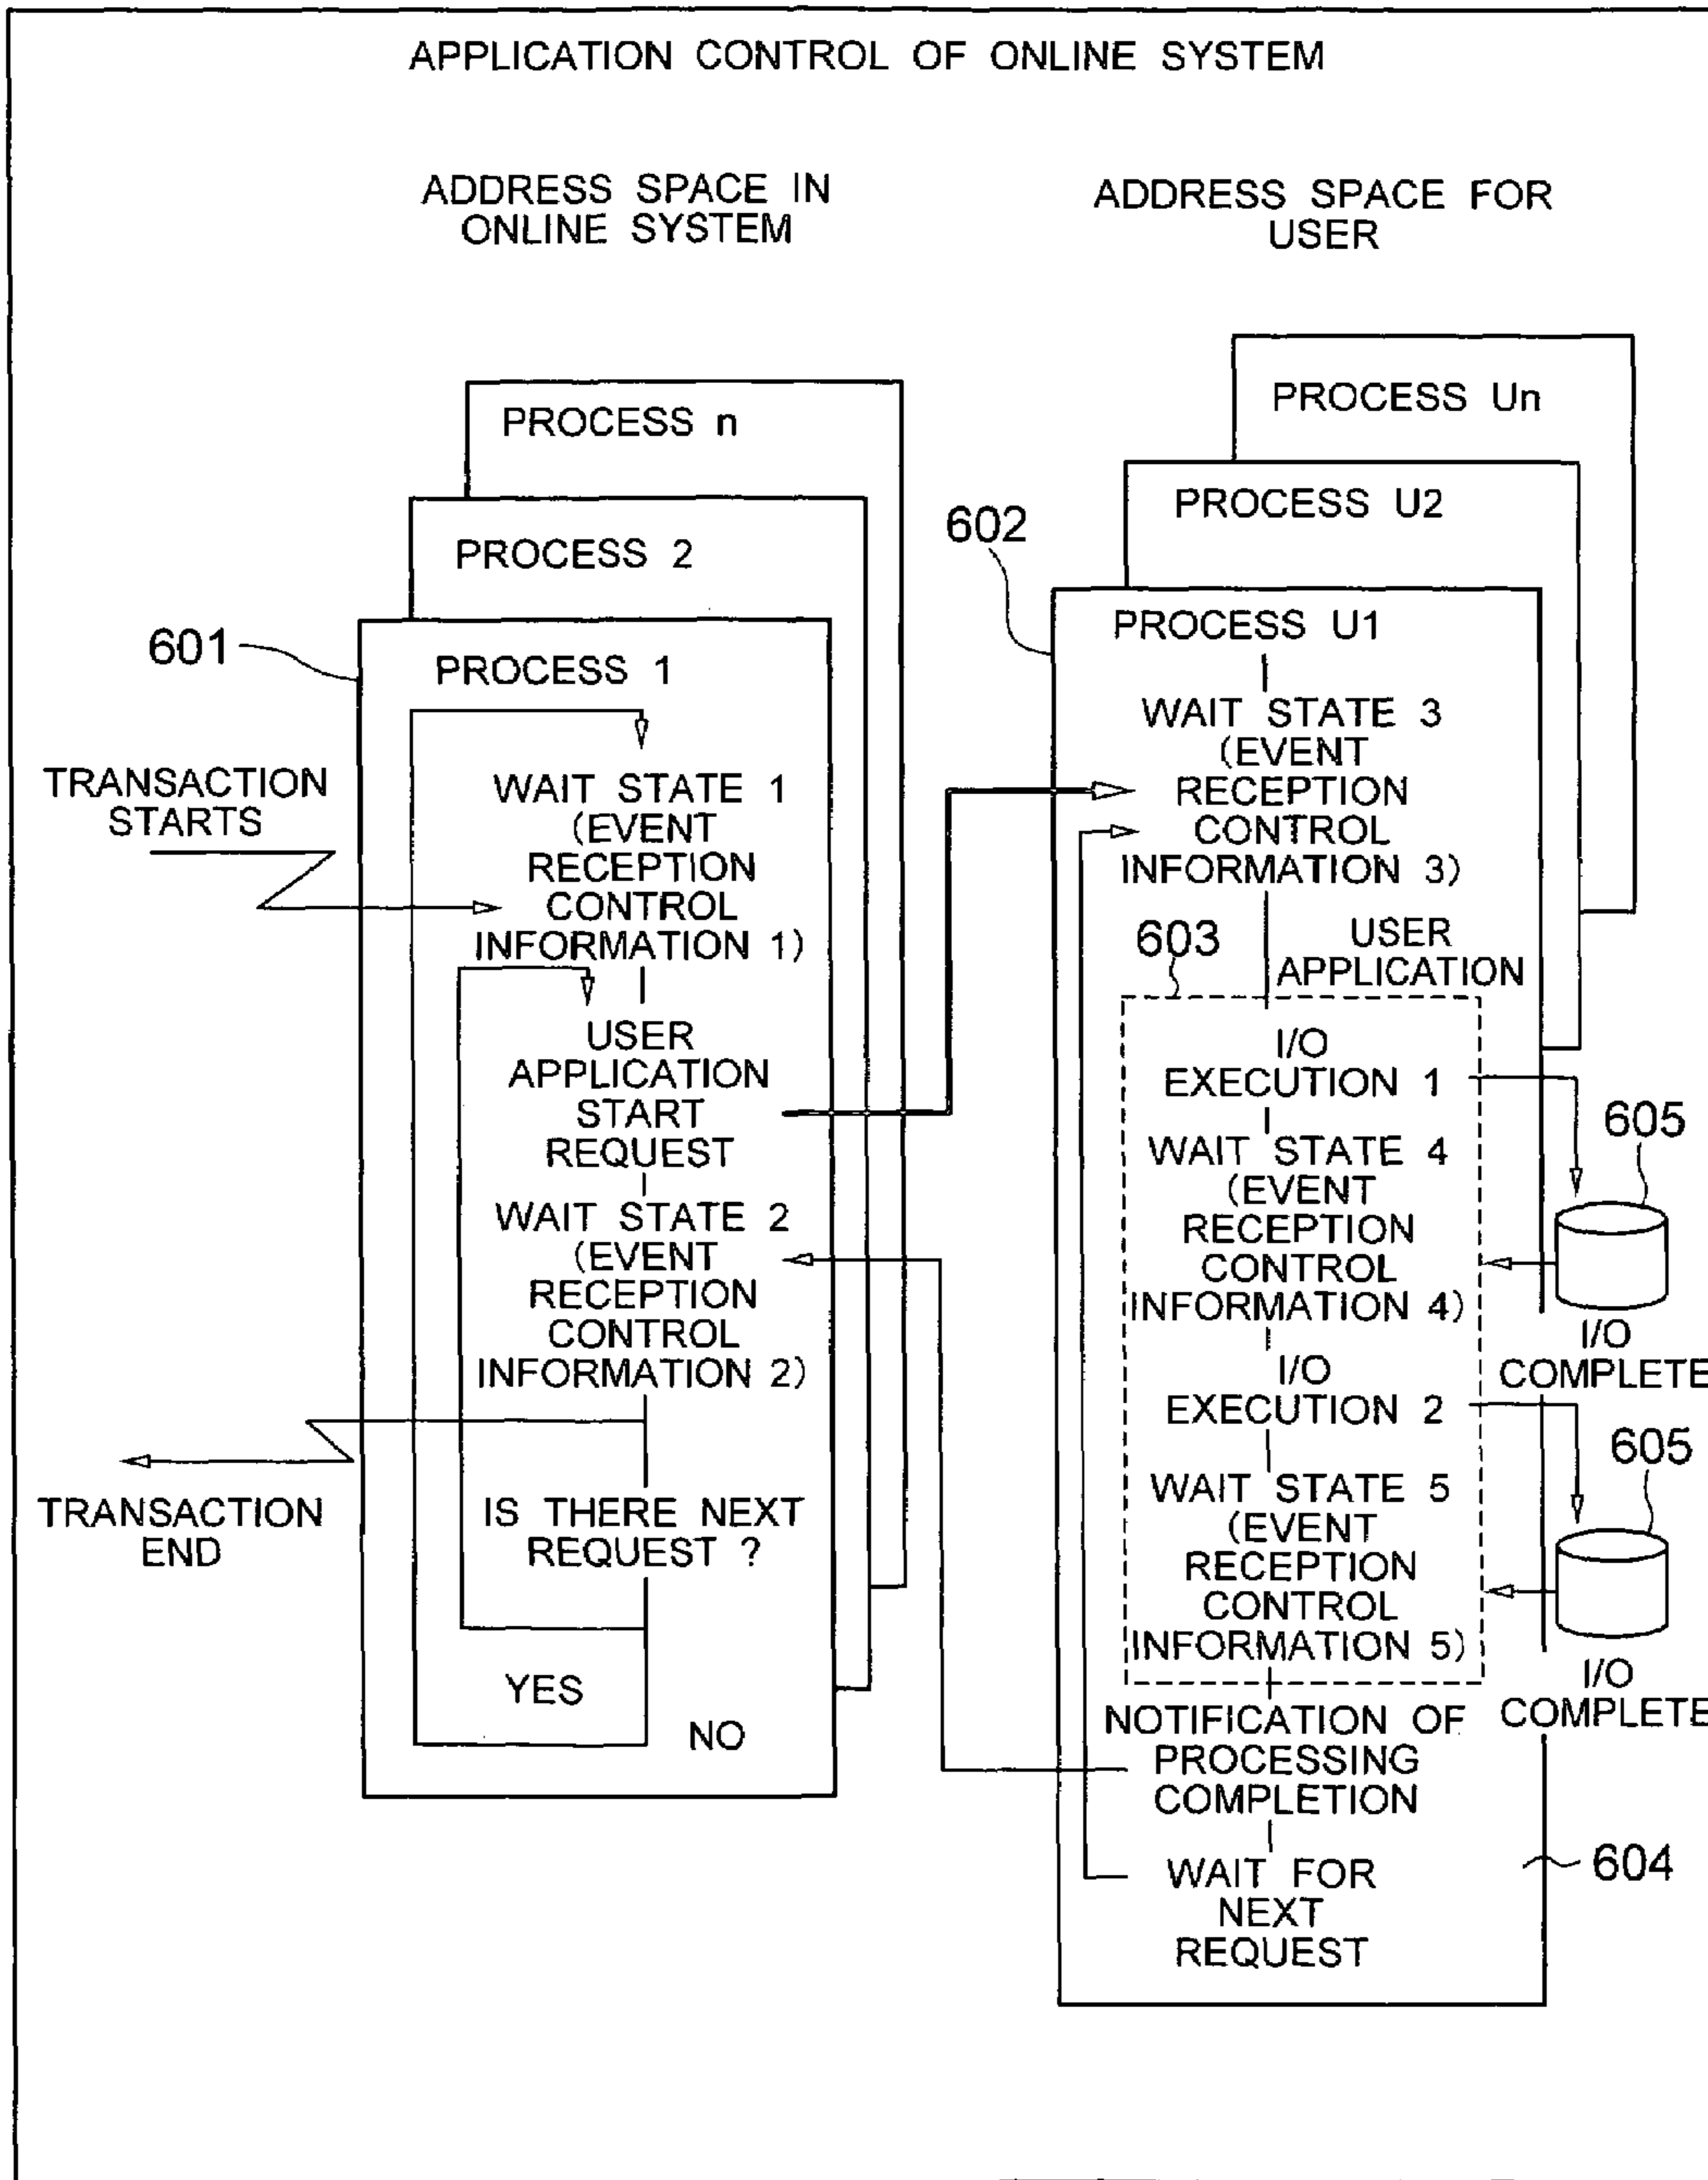 APPLICATION CONTROL OF ONLINE SYSTEM
ADDRESS SPACE IN
ONLINE SYSTEM
ADDRESS SPACE FOR
USER
PROCESS n
PROCESS 2
601
PROCESS 1
TRANSACTION
STARTS
WAIT STATE 1
(EVENT
RECEPTION
CONTROL
INFORMATION 1)
USER
APPLICATION
START
REQUEST
WAIT STATE 2
(EVENT
RECEPTION
CONTROL
INFORMATION 2)
TRANSACTION
END
IS THERE NEXT
REQUEST ?
YES
NO
PROCESS Un
PROCESS U2
602
PROCESS U1
WAIT STATE 3
(EVENT
RECEPTION
CONTROL
INFORMATION 3)
603
USER
APPLICATION
I/O
EXECUTION 1
WAIT STATE 4
(EVENT
RECEPTION
CONTROL
INFORMATION 4)
605
I/O
COMPLETE
I/O
EXECUTION 2
WAIT STATE 5
(EVENT
RECEPTION
CONTROL
INFORMATION 5)
605
I/O
COMPLETE
NOTIFICATION OF
PROCESSING
COMPLETION
WAIT FOR
NEXT
REQUEST
604